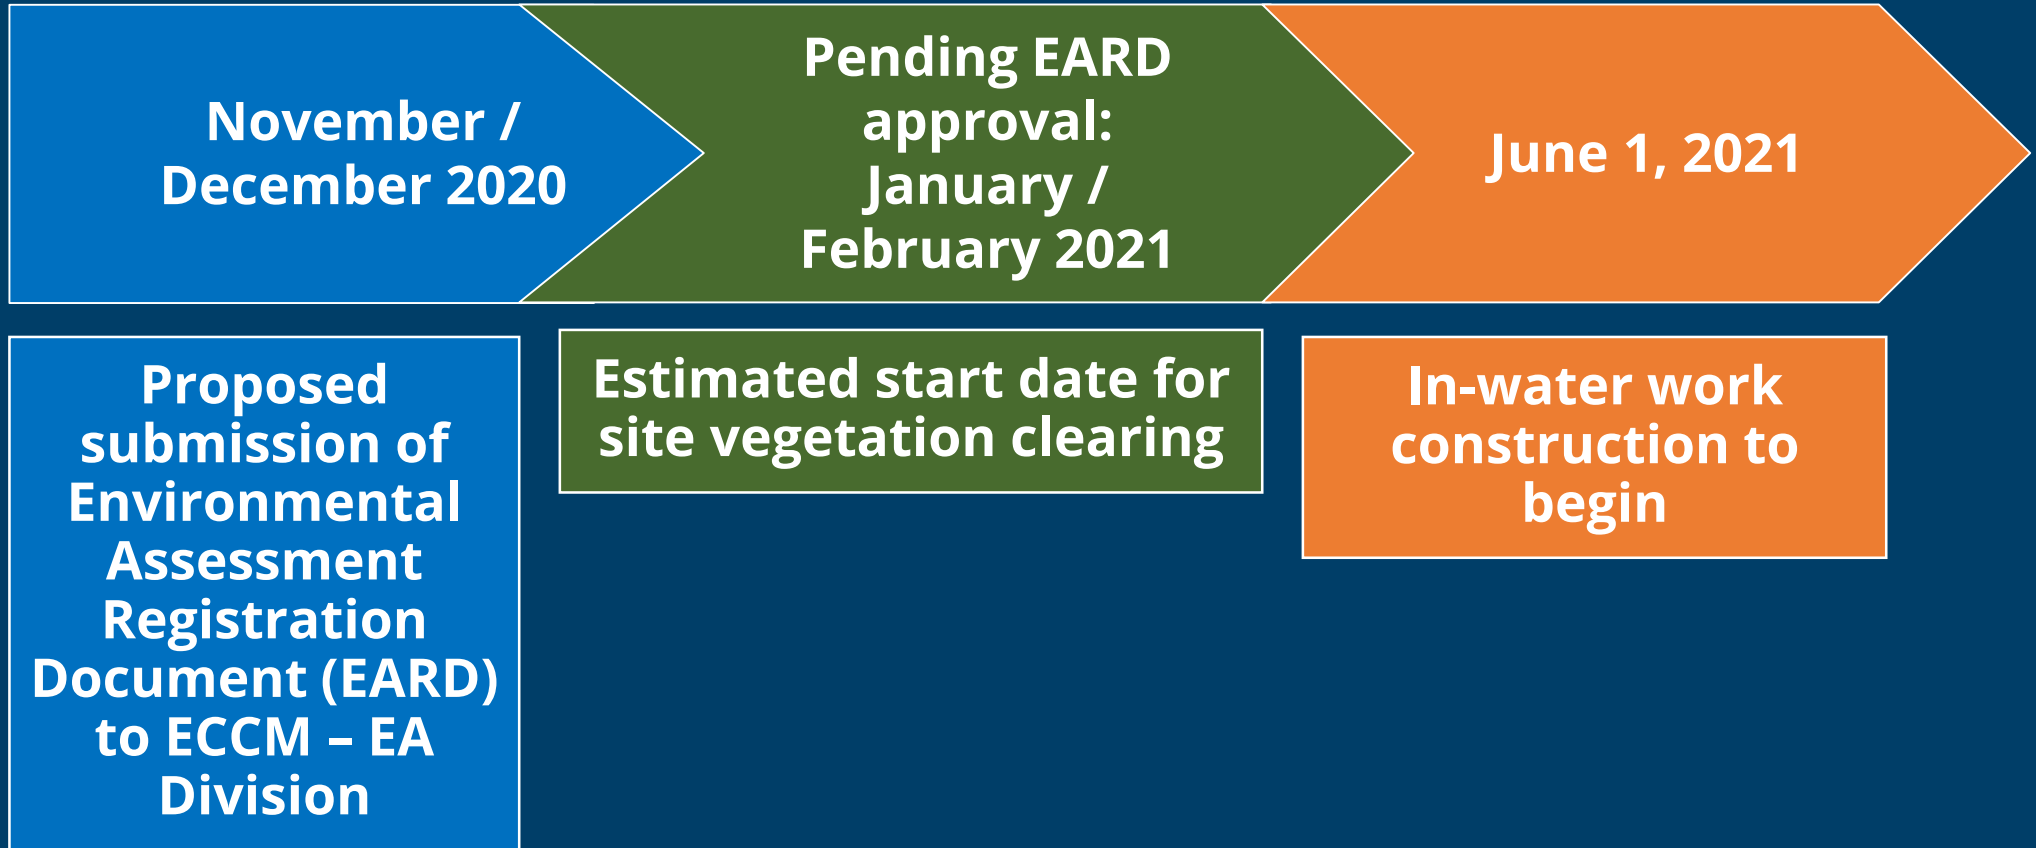 November /
December 2020
Pending EARD
approval:
January /
February 2021
June 1, 2021
Proposed
submission of
Environmental
Assessment
Registration
Document (EARD)
to ECCM – EA
Division
Estimated start date for
site vegetation clearing
In-water work
construction to
begin